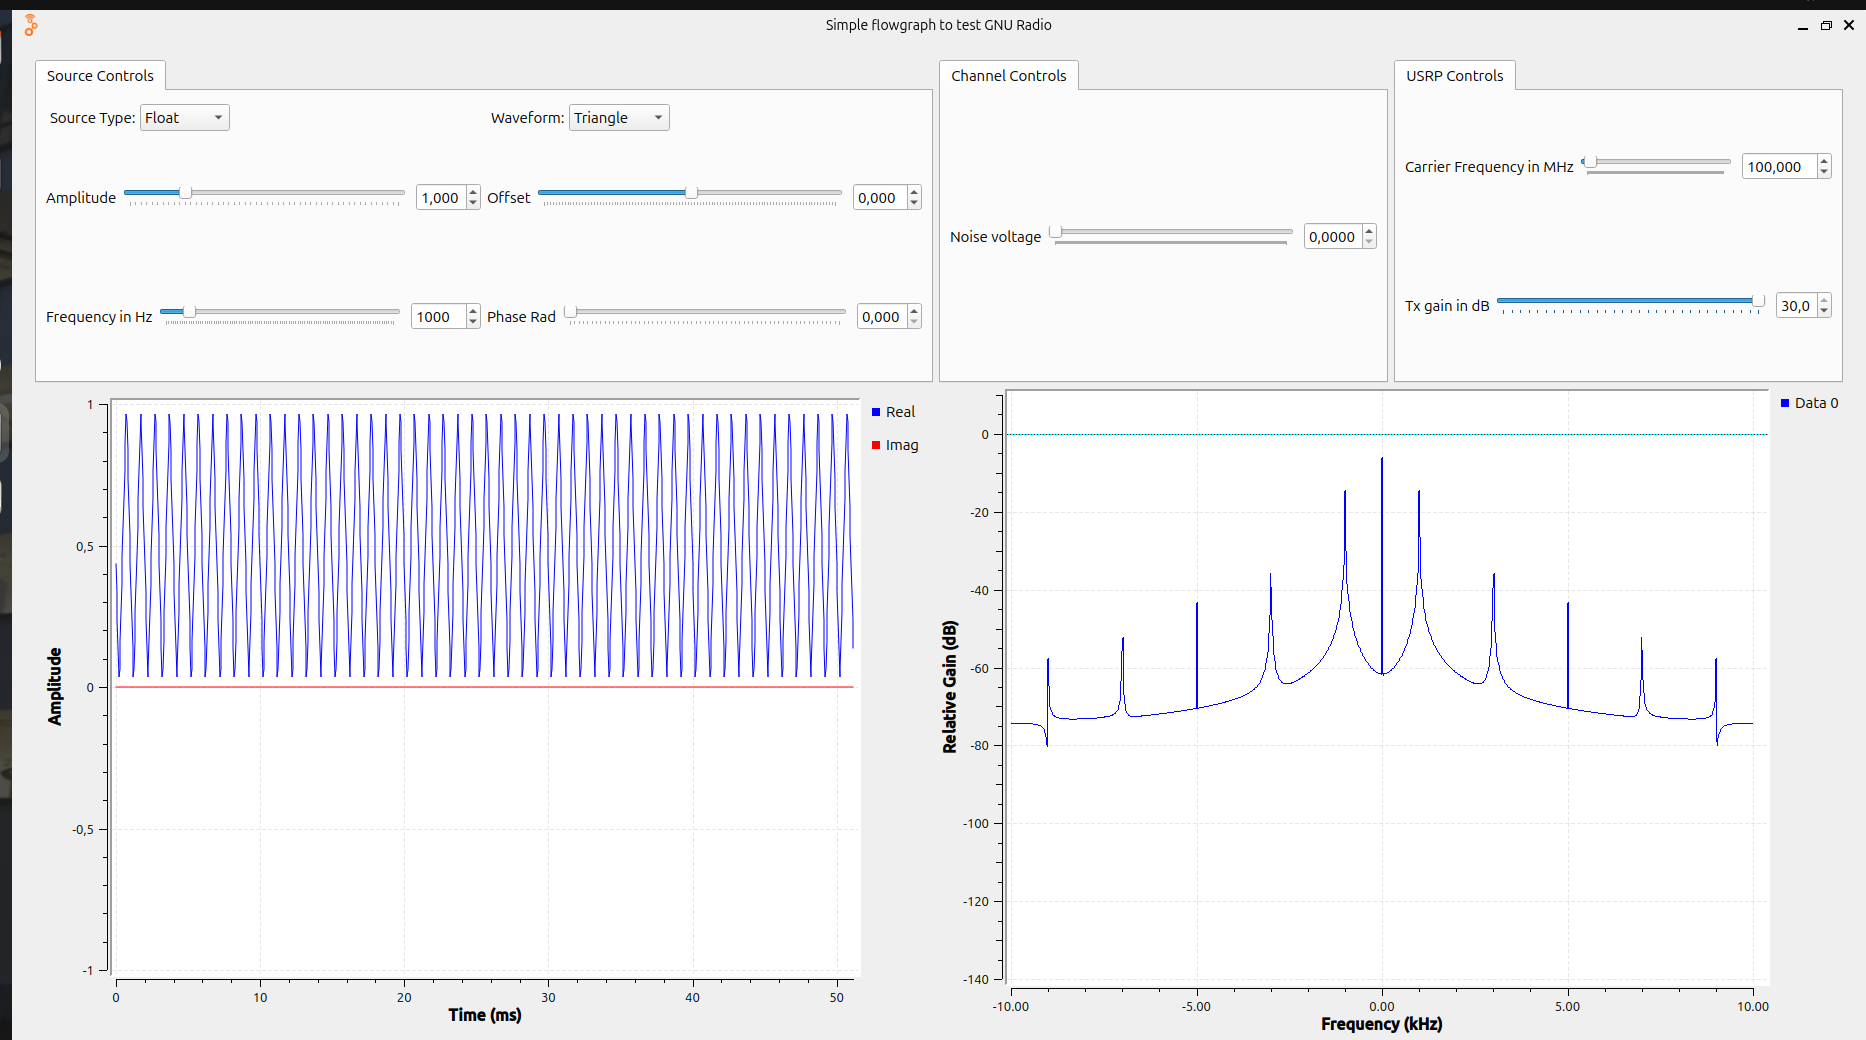 Simple flowgraph to test GNU Radio
Source Controls
Channel Controls
USRP Controls
Source Type: Float
Waveform: Triangle
Carrier Frequency in MHz 100,000
Amplitude 1,000
Offset 0,000
Noise voltage 0,0000
Tx gain in dB 30,0
Frequency in Hz 1000
Phase Rad 0,000
1
0,5
0
-0,5
-1
Amplitude
0
10
20
30
40
50
Time (ms)
Real
Imag
0
-20
-40
-60
-80
-100
-120
-140
Relative Gain (dB)
-10.00
-5.00
0.00
5.00
10.00
Frequency (kHz)
Data 0